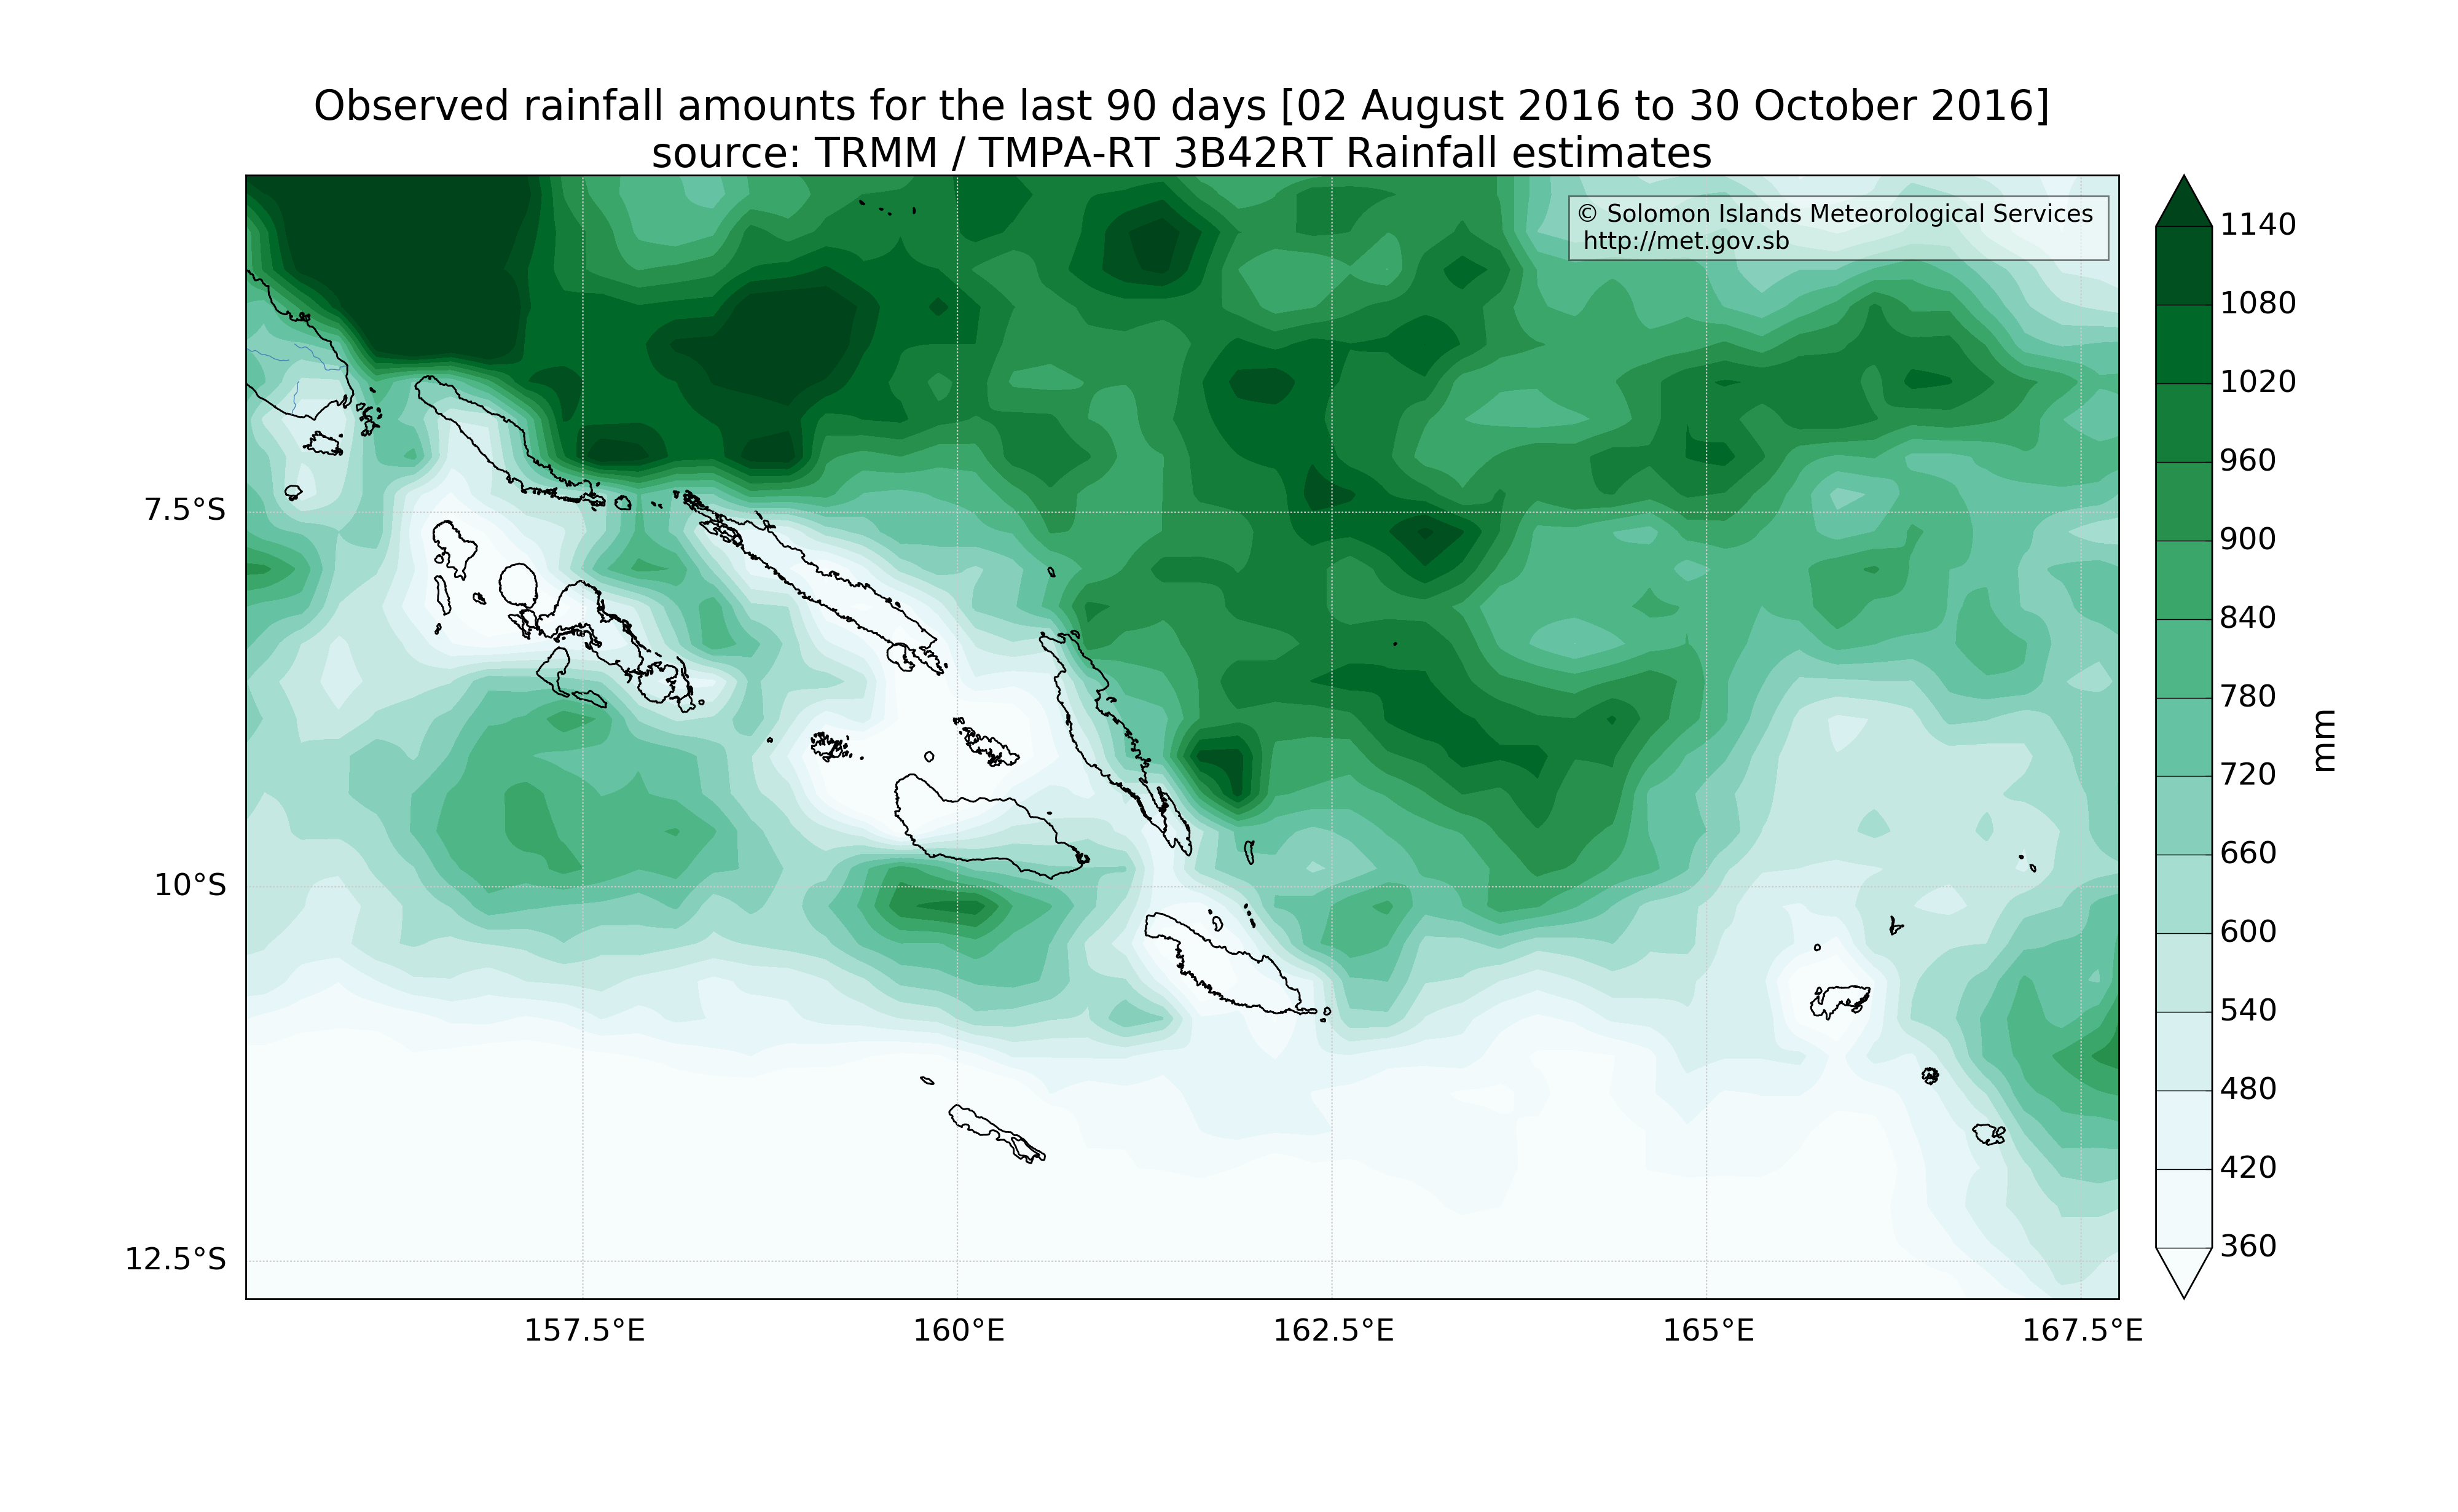 Observed rainfall amounts for the last 90 days [02 August 2016 to 30 October 2016]
source: TRMM / TMPA-RT 3B42RT Rainfall estimates
© Solomon Islands Meteorological Services
http://met.gov.sb
7.5°S
10°S
12.5°S
157.5°E
160°E
162.5°E
165°E
167.5°E
1140
1080
1020
960
900
840
780
720
660
600
540
480
420
360
mm